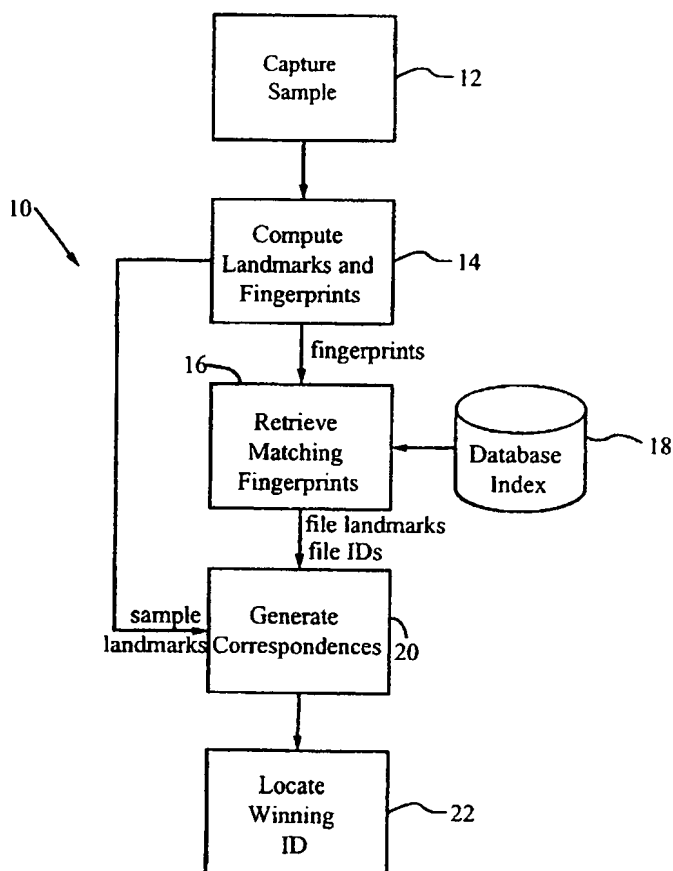 Capture
Sample
12
10
Compute
Landmarks and
Fingerprints
14
fingerprints
16
Retrieve
Matching
Fingerprints
Database
Index
18
file landmarks
file IDs
sample
landmarks
Generate
Correspondences
20
Locate
Winning
ID
22